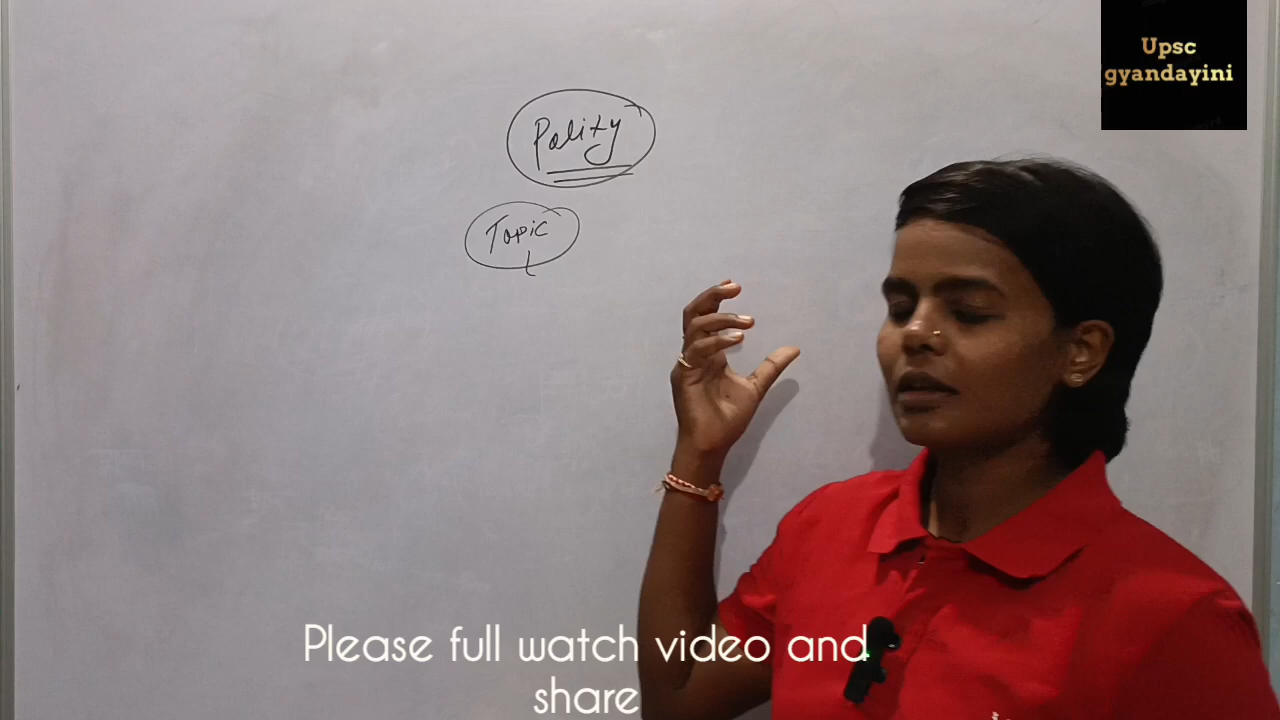 Upsc
gyandayini
Polity
Topic
Please full watch video and
share